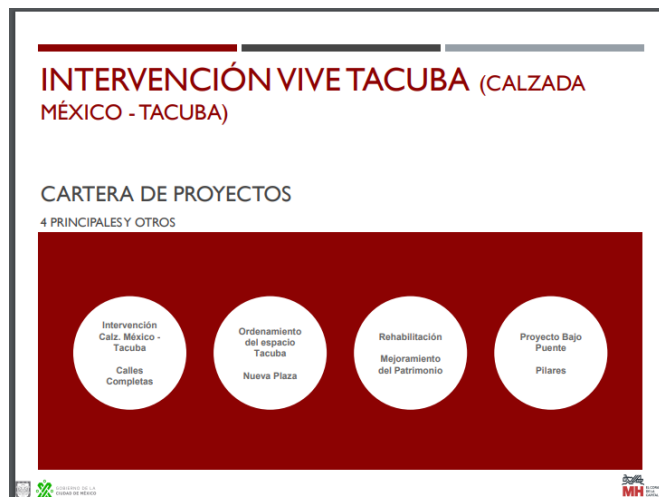 INTERVENCIÓN VIVE TACUBA (CALZADA
MÉXICO - TACUBA)
CARTERA DE PROYECTOS
4 PRINCIPALES Y OTROS
Intervención
Calz. México -
Tacuba
Calles
Completas
Ordenamiento
del espacio
Tacuba
Nueva Plaza
Rehabilitación
Mejoramiento
del Patrimonio
Proyecto Bajo
Puente
Pilares
GOBIERNO DE LA
CIUDAD DE MÉXICO
MH